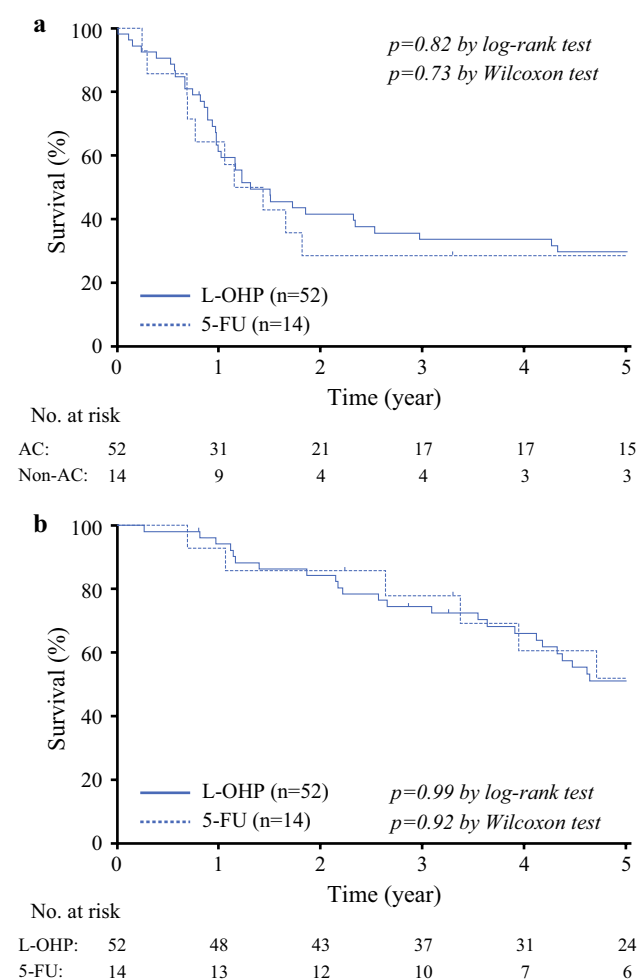 a
100
80
60
40
20
0
Survival (%)
p=0.82 by log-rank test
p=0.73 by Wilcoxon test
L-OHP (n=52)
5-FU (n=14)
0 1 2 3 4 5
Time (year)
No. at risk
AC: 52 31 21 17 17 15
Non-AC: 14 9 4 4 3 3
b
100
80
60
40
20
0
Survival (%)
L-OHP (n=52)
5-FU (n=14)
p=0.99 by log-rank test
p=0.92 by Wilcoxon test
0 1 2 3 4 5
Time (year)
No. at risk
L-OHP: 52 48 43 37 31 24
5-FU: 14 13 12 10 7 6